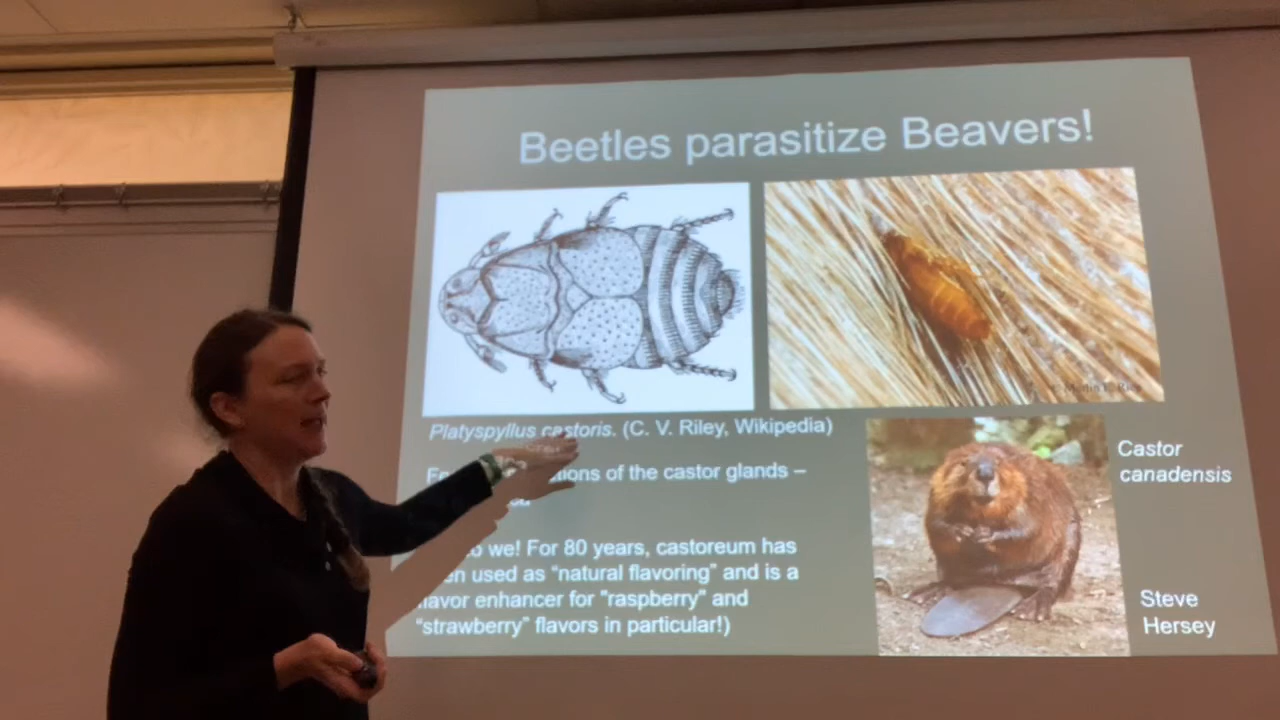 Beetles parasitize Beavers!
Platyspyllus castoris. (C. V. Riley, Wikipedia)
of the castor glands –
we! For 80 years, castoreum has
used as “natural flavoring” and is a
flavor enhancer for "raspberry” and
“strawberry” flavors in particular!)
Castor
canadensis
Steve
Hersey